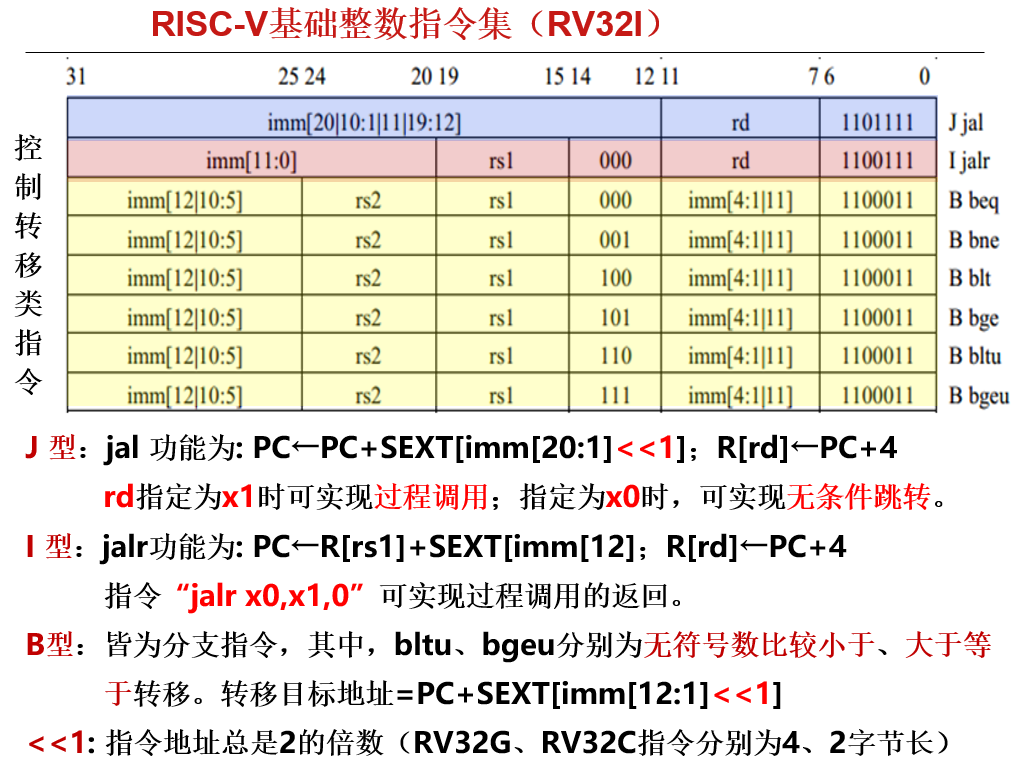 RISC-V基础整数指令集（RV32I）
31 25 24 20 19 15 14 12 11 7 6 0
控制转移类指令
imm[20|10:1|11|19:12] rd 1101111 J jal
imm[11:0] rs1 000 rd 1100111 I jalr
imm[12|10:5] rs2 rs1 000 imm[4:1|11] 1100011 B beq
imm[12|10:5] rs2 rs1 001 imm[4:1|11] 1100011 B bne
imm[12|10:5] rs2 rs1 100 imm[4:1|11] 1100011 B blt
imm[12|10:5] rs2 rs1 101 imm[4:1|11] 1100011 B bge
imm[12|10:5] rs2 rs1 110 imm[4:1|11] 1100011 B bltu
imm[12|10:5] rs2 rs1 111 imm[4:1|11] 1100011 B bgeu
J 型：jal 功能为: PC←PC+SEXT[imm[20:1]<<1]；R[rd]←PC+4
rd指定为x1时可实现过程调用；指定为x0时，可实现无条件跳转。
I 型：jalr功能为: PC←R[rs1]+SEXT[imm[12]；R[rd]←PC+4
指令“jalr x0,x1,0”可实现过程调用的返回。
B型：皆为分支指令，其中，bltu、bgeu分别为无符号数比较小于、大于等
于转移。转移目标地址=PC+SEXT[imm[12:1]<<1]
<<1: 指令地址总是2的倍数（RV32G、RV32C指令分别为4、2字节长）